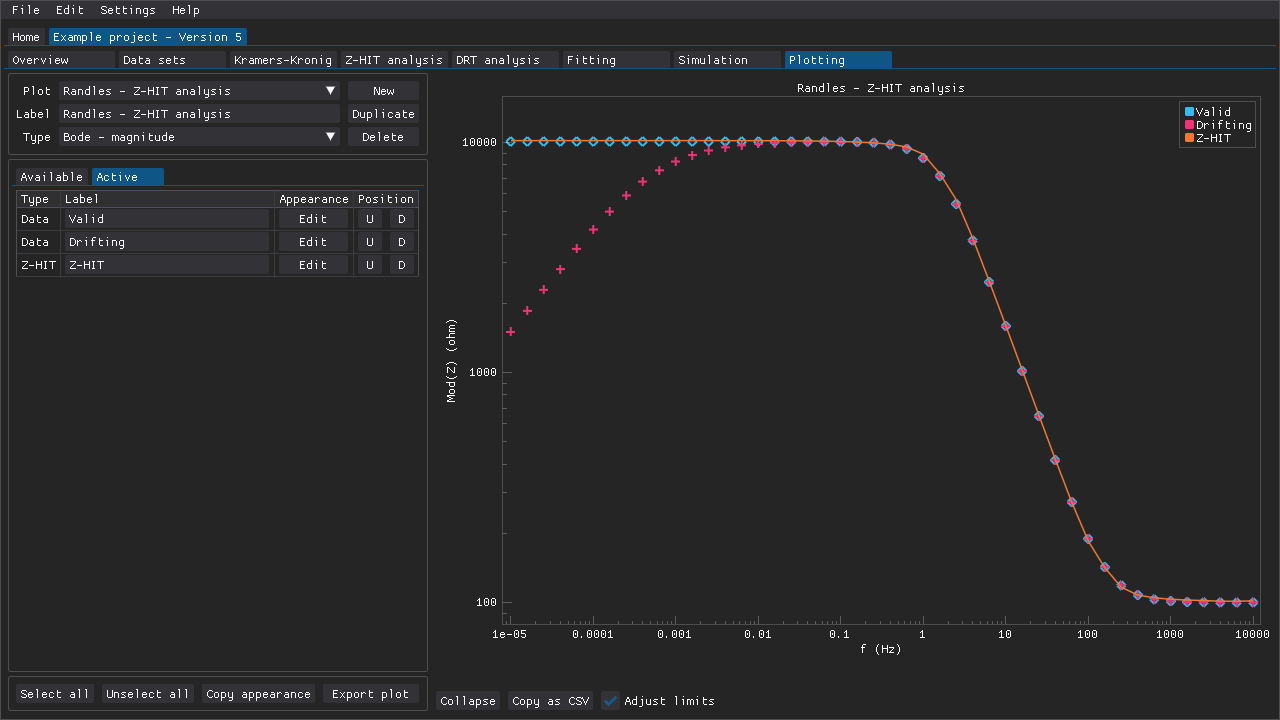 File Edit Settings Help
Home Example project - Version 5
Overview Data sets Kramers-Kronig Z-HIT analysis DRT analysis Fitting Simulation Plotting
Plot Randles - Z-HIT analysis New
Label Randles - Z-HIT analysis Duplicate
Type Bode - magnitude Delete
Available Active
Type Label Appearance Position
Data Valid Edit U D
Data Drifting Edit U D
Z-HIT Z-HIT Edit U D
Select all Unselect all Copy appearance Export plot
Randles - Z-HIT analysis
Valid
Drifting
Z-HIT
Mod(Z) (ohm)
10000
1000
100
1e-05 0.0001 0.001 0.01 0.1 1 10 100 1000 10000
f (Hz)
Collapse Copy as CSV Adjust limits